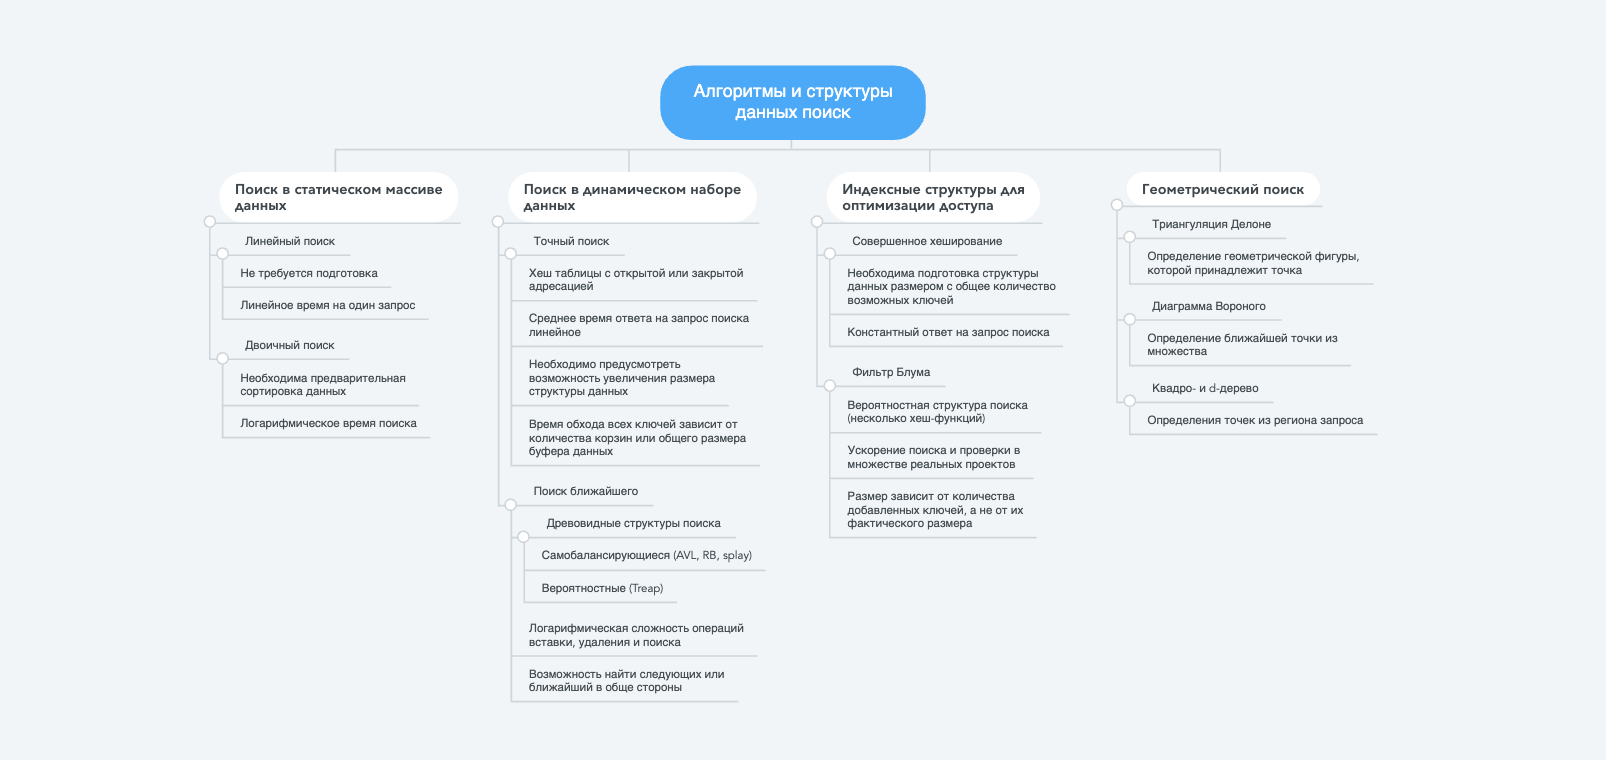 Алгоритмы и структуры
данных поиск
Поиск в статическом массиве
данных
Линейный поиск
Не требуется подготовка
Линейное время на один запрос
Двоичный поиск
Необходима предварительная
сортировка данных
Логарифмическое время поиска
Поиск в динамическом наборе
данных
Точный поиск
Хеш таблицы с открытой или закрытой
адресацией
Среднее время ответа на запрос поиска
линейное
Необходимо предусмотреть
возможность увеличения размера
структуры данных
Время обхода всех ключей зависит от
количества корзин или общего размера
буфера данных
Поиск ближайшего
Древовидные структуры поиска
Самобалансирующиеся (AVL, RB, splay)
Вероятностные (Treap)
Логарифмическая сложность операций
вставки, удаления и поиска
Возможность найти следующих или
ближайший в обще стороны
Индексные структуры для
оптимизации доступа
Совершенное хеширование
Необходима подготовка структуры
данных размером с общее количество
возможных ключей
Константный ответ на запрос поиска
Фильтр Блума
Вероятностная структура поиска
(несколько хеш-функций)
Ускорение поиска и проверки в
множестве реальных проектов
Размер зависит от количества
добавленных ключей, а не от их
фактического размера
Геометрический поиск
Триангуляция Делоне
Определение геометрической фигуры,
которой принадлежит точка
Диаграмма Вороного
Определение ближайшей точки из
множества
Квадро- и d-дерево
Определения точек из региона запроса